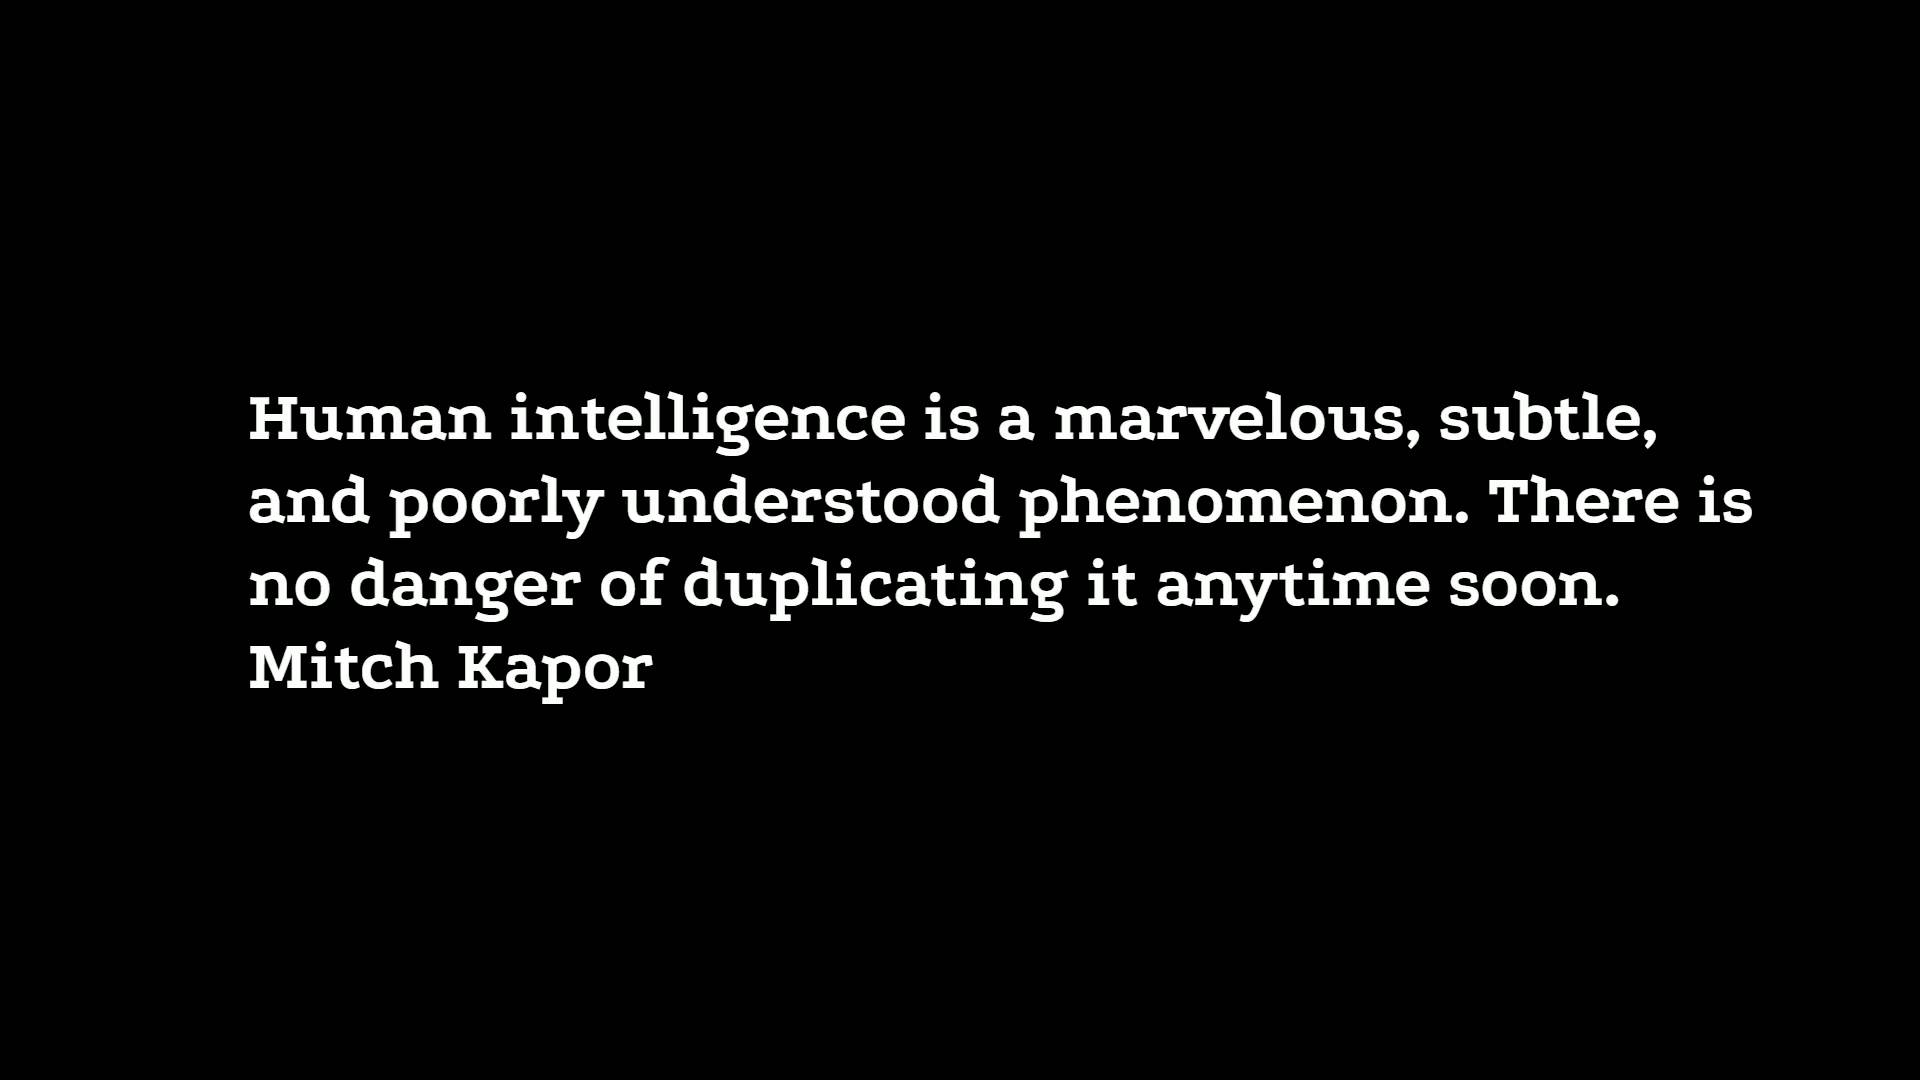 Human intelligence is a marvelous, subtle,
and poorly understood phenomenon. There is
no danger of duplicating it anytime soon.
Mitch Kapor